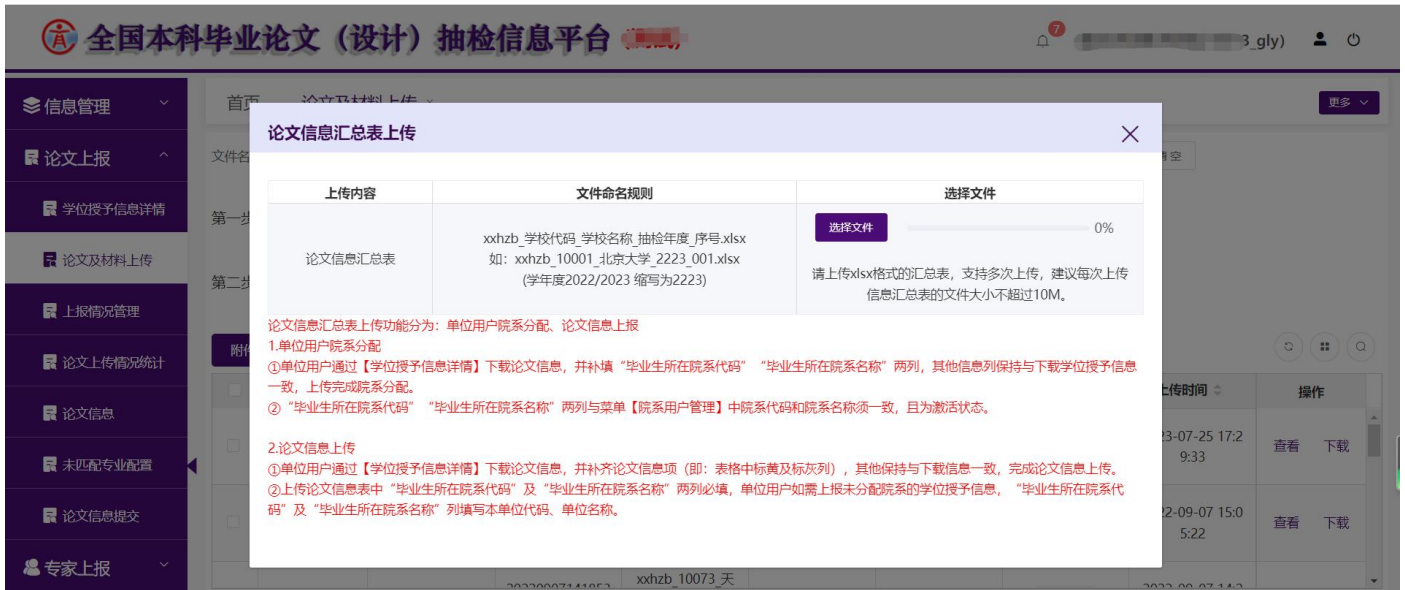 全国本科毕业论文（设计）抽检信息平台
7
3_gly)
信息管理
首页
论文及材料上传
更多
论文上报
学位授予信息详情
论文及材料上传
上报情况管理
论文上传情况统计
论文信息
未匹配专业配置
论文信息提交
专家上报
文件名
空
第一步
第二步
附件
论文信息汇总表上传
上传内容 文件命名规则 选择文件
论文信息汇总表
xxhzb_学校代码_学校名称_抽检年度_序号.xlsx
如：xxhzb_10001_北京大学_2223_001.xlsx
(学年度2022/2023 缩写为2223)
选择文件 0%
请上传xlsx格式的汇总表，支持多次上传，建议每次上传
信息汇总表的文件大小不超过10M。
论文信息汇总表上传功能分为：单位用户院系分配、论文信息上报
1.单位用户院系分配
①单位用户通过【学位授予信息详情】下载论文信息，并补填“毕业生所在院系代码” “毕业生所在院系名称”两列，其他信息列保持与下载学位授予信息
一致，上传完成院系分配。
②“毕业生所在院系代码” “毕业生所在院系名称”两列与菜单【院系用户管理】中院系代码和院系名称须一致，且为激活状态。
2.论文信息上传
①单位用户通过【学位授予信息详情】下载论文信息，并补齐论文信息项（即：表格中标黄及标灰列），其他保持与下载信息一致，完成论文信息上传。
②上传论文信息表中“毕业生所在院系代码”及“毕业生所在院系名称”两列必填，单位用户如需上报未分配院系的学位授予信息， “毕业生所在院系代
码”及“毕业生所在院系名称”列填写本单位代码、单位名称。
上传时间 操作
23-07-25 17:2
9:33
查看 下载
22-09-07 15:0
5:22
查看 下载
xxhzb_10073_天